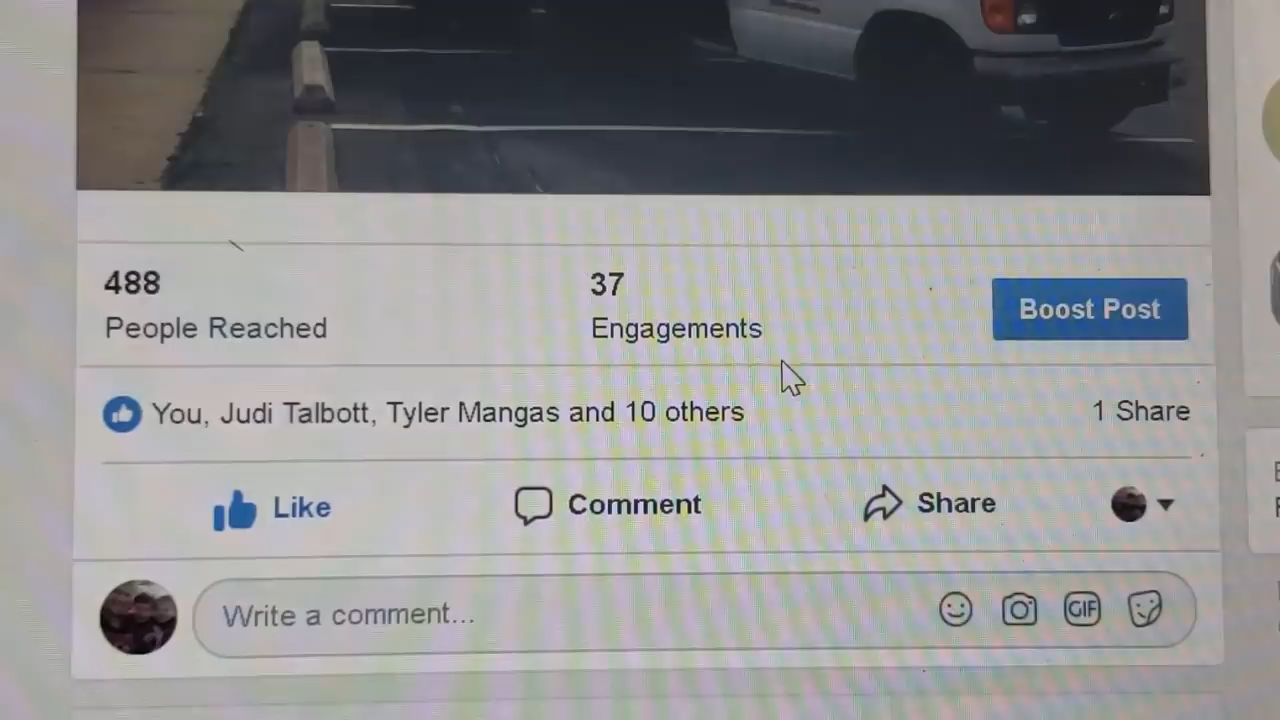 488
People Reached
37
Engagements
Boost Post
You, Judi Talbott, Tyler Mangas and 10 others
1 Share
Like
Comment
Share
Write a comment...
GIF